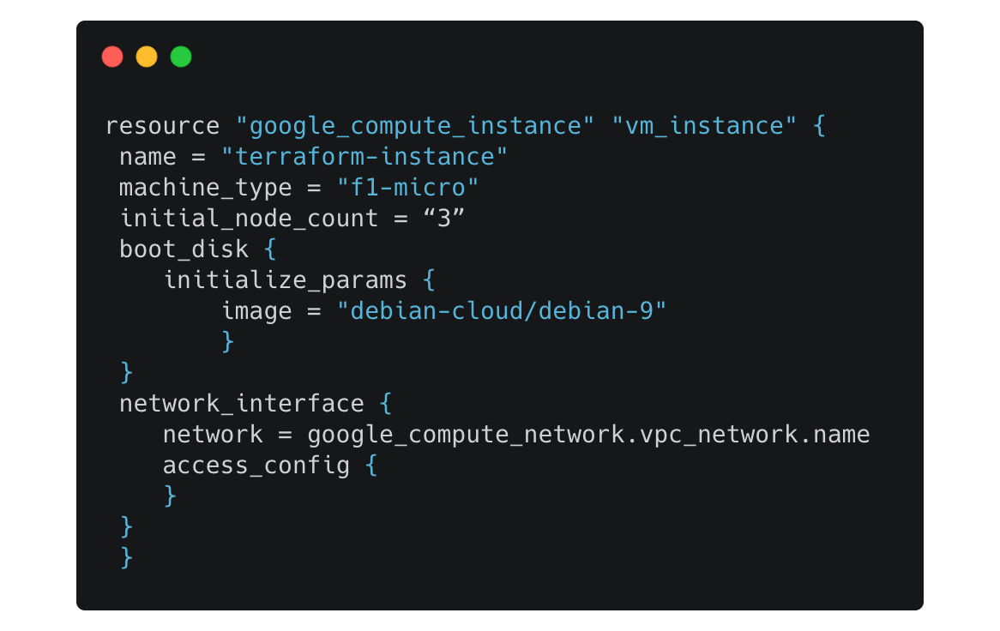 resource "google_compute_instance" "vm_instance" {
 name = "terraform-instance"
 machine_type = "f1-micro"
 initial_node_count = “3”
 boot_disk {
    initialize_params {
        image = "debian-cloud/debian-9"
        }
 }
 network_interface {
    network = google_compute_network.vpc_network.name
    access_config {
    }
 }
 }